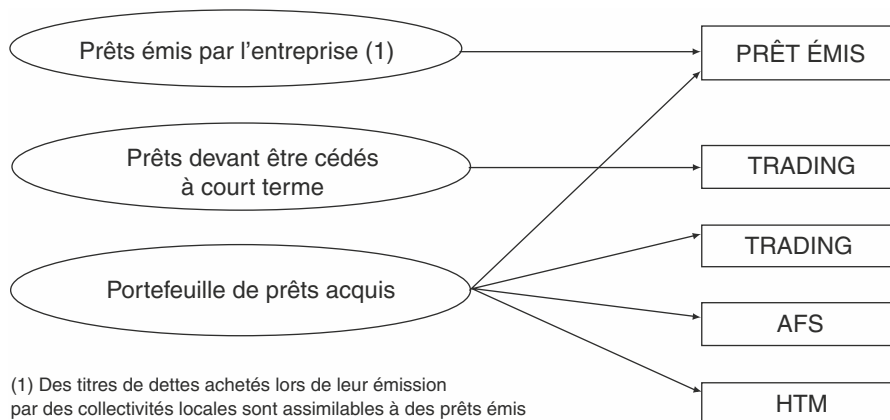 Prêts émis par l'entreprise (1)
PRÊT ÉMIS
Prêts devant être cédés
à court terme
TRADING
TRADING
Portefeuille de prêts acquis
AFS
HTM
(1) Des titres de dettes achetés lors de leur émission
par des collectivités locales sont assimilables à des prêts émis